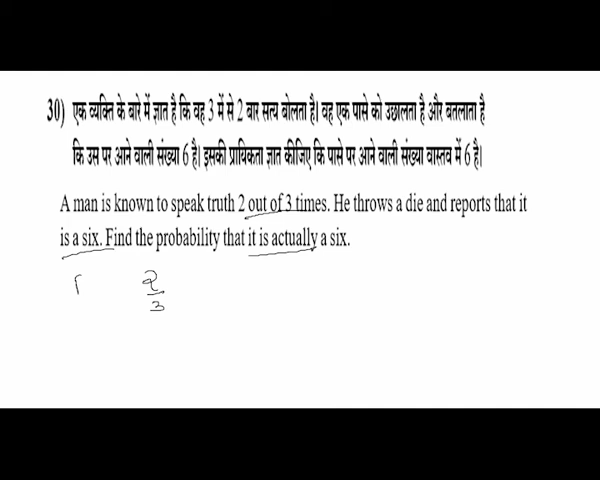 30) एक व्यक्ति के बारे में ज्ञात है कि वह 3 में से 2 बार सत्य बोलता है। वह एक पासे को उछालता है और बतलाता है
कि उस पर आने वाली संख्या 6 है। इसकी प्रायिकता ज्ञात कीजिए कि पासे पर आने वाली संख्या वास्तव में 6 है।
A man is known to speak truth 2 out of 3 times. He throws a die and reports that it
is a six. Find the probability that it is actually a six.
2
3